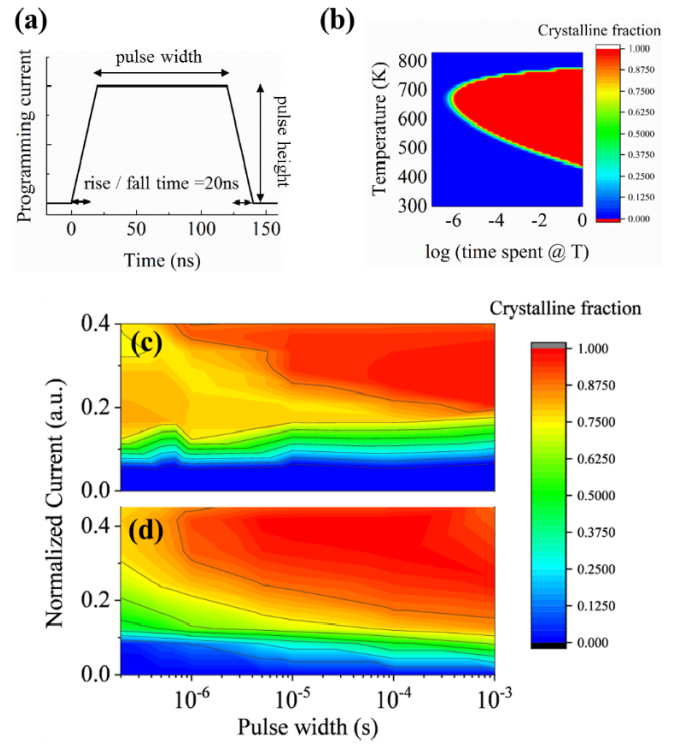 (a)
pulse width
Programming current
pulse height
rise / fall time =20ns
0 50 100 150
Time (ns)
(b)
Crystalline fraction
Temperature (K)
800
700
600
500
400
300
-6 -4 -2 0
log (time spent @ T)
1.000
0.8750
0.7500
0.6250
0.5000
0.3750
0.2500
0.1250
0.000
Crystalline fraction
(c)
0.4
0.2
0.0
(d)
0.4
0.2
0.0
Normalized Current (a.u.)
10-6 10-5 10-4 10-3
Pulse width (s)
1.000
0.8750
0.7500
0.6250
0.5000
0.3750
0.2500
0.1250
0.000